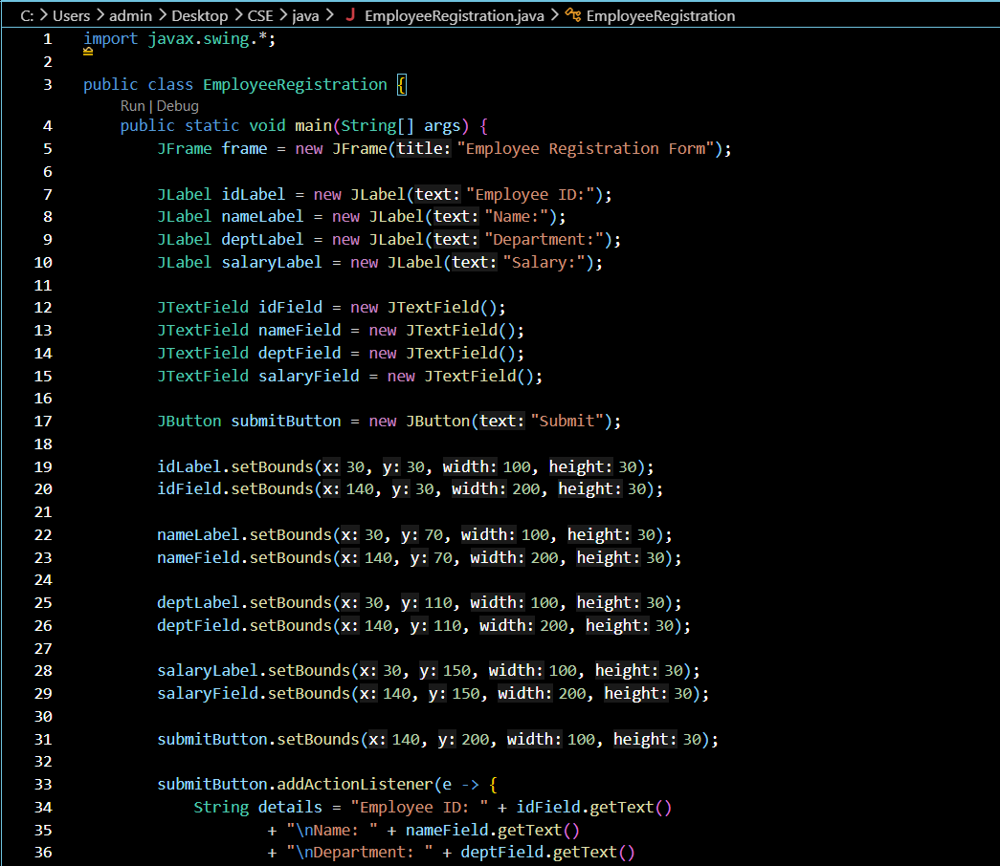 C: > Users > admin > Desktop > CSE > java > J EmployeeRegistration.java > EmployeeRegistration
1 import javax.swing.*;
2
3 public class EmployeeRegistration {
Run | Debug
4 public static void main(String[] args) {
5 JFrame frame = new JFrame(title: "Employee Registration Form");
6
7 JLabel idLabel = new JLabel(text: "Employee ID:");
8 JLabel nameLabel = new JLabel(text: "Name:");
9 JLabel deptLabel = new JLabel(text: "Department:");
10 JLabel salaryLabel = new JLabel(text: "Salary:");
11
12 JTextField idField = new JTextField();
13 JTextField nameField = new JTextField();
14 JTextField deptField = new JTextField();
15 JTextField salaryField = new JTextField();
16
17 JButton submitButton = new JButton(text: "Submit");
18
19 idLabel.setBounds(x: 30, y: 30, width: 100, height: 30);
20 idField.setBounds(x: 140, y: 30, width: 200, height: 30);
21
22 nameLabel.setBounds(x: 30, y: 70, width: 100, height: 30);
23 nameField.setBounds(x: 140, y: 70, width: 200, height: 30);
24
25 deptLabel.setBounds(x: 30, y: 110, width: 100, height: 30);
26 deptField.setBounds(x: 140, y: 110, width: 200, height: 30);
27
28 salaryLabel.setBounds(x: 30, y: 150, width: 100, height: 30);
29 salaryField.setBounds(x: 140, y: 150, width: 200, height: 30);
30
31 submitButton.setBounds(x: 140, y: 200, width: 100, height: 30);
32
33 submitButton.addActionListener(e -> {
34 String details = "Employee ID: " + idField.getText()
35 + "\nName: " + nameField.getText()
36 + "\nDepartment: " + deptField.getText()